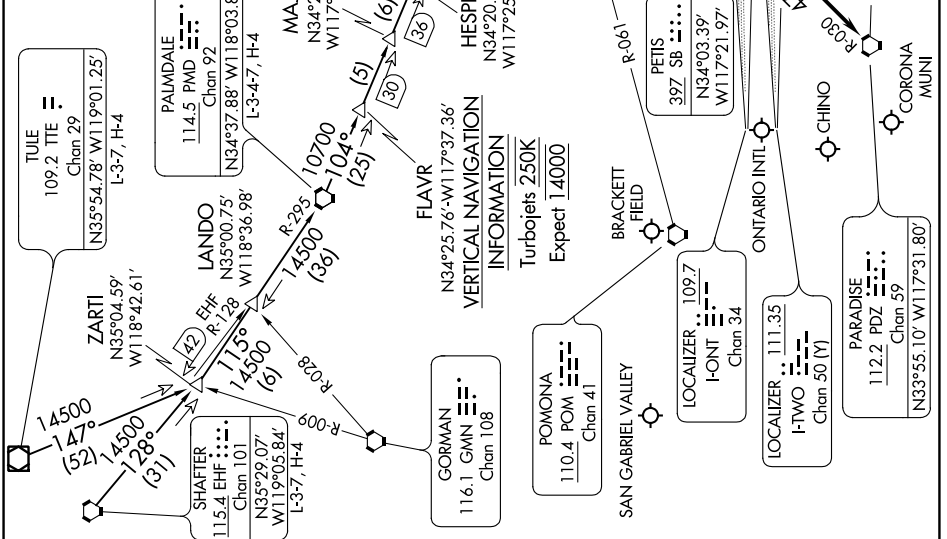 TULE
109.2 TTE
Chan 29
N35°54.78' W119°01.25'
L-3-7, H-4
PALMDALE
114.5 PMD
Chan 92
N34°37.88' W118°03.8
L-3-4-7, H-4
MA
N34°2
W117
(6)
36
HESP
N34°20.
W117°25
(5)
30
ZARTI
N35°04.59'
W118°42.61'
LANDO
N35°00.75'
W118°36.98'
14500
147°
(52)
14500
128°
(31)
42
EHF
R-128
115°
14500
(6)
R-295
14500
(36)
10700
104°
(25)
FLAVR
N34°25.76'-W117°37.36'
VERTICAL NAVIGATION
INFORMATION
Turbojets 250K
Expect 14000
SHAFTER
115.4 EHF
Chan 101
N35°29.07'
W119°05.84'
L-3-7, H-4
R-009
R-028
GORMAN
116.1 GMN
Chan 108
R-061
PETIS
397 SB
N34°03.39'
W117°21.97'
R-030
BRACKETT
FIELD
ONTARIO INTL
CHINO
CORONA
MUNI
POMONA
110.4 POM
Chan 41
SAN GABRIEL VALLEY
LOCALIZER 109.7
I-ONT
Chan 34
LOCALIZER 111.35
I-TWO
Chan 50 (Y)
PARADISE
112.2 PDZ
Chan 59
N33°55.10' W117°31.80'